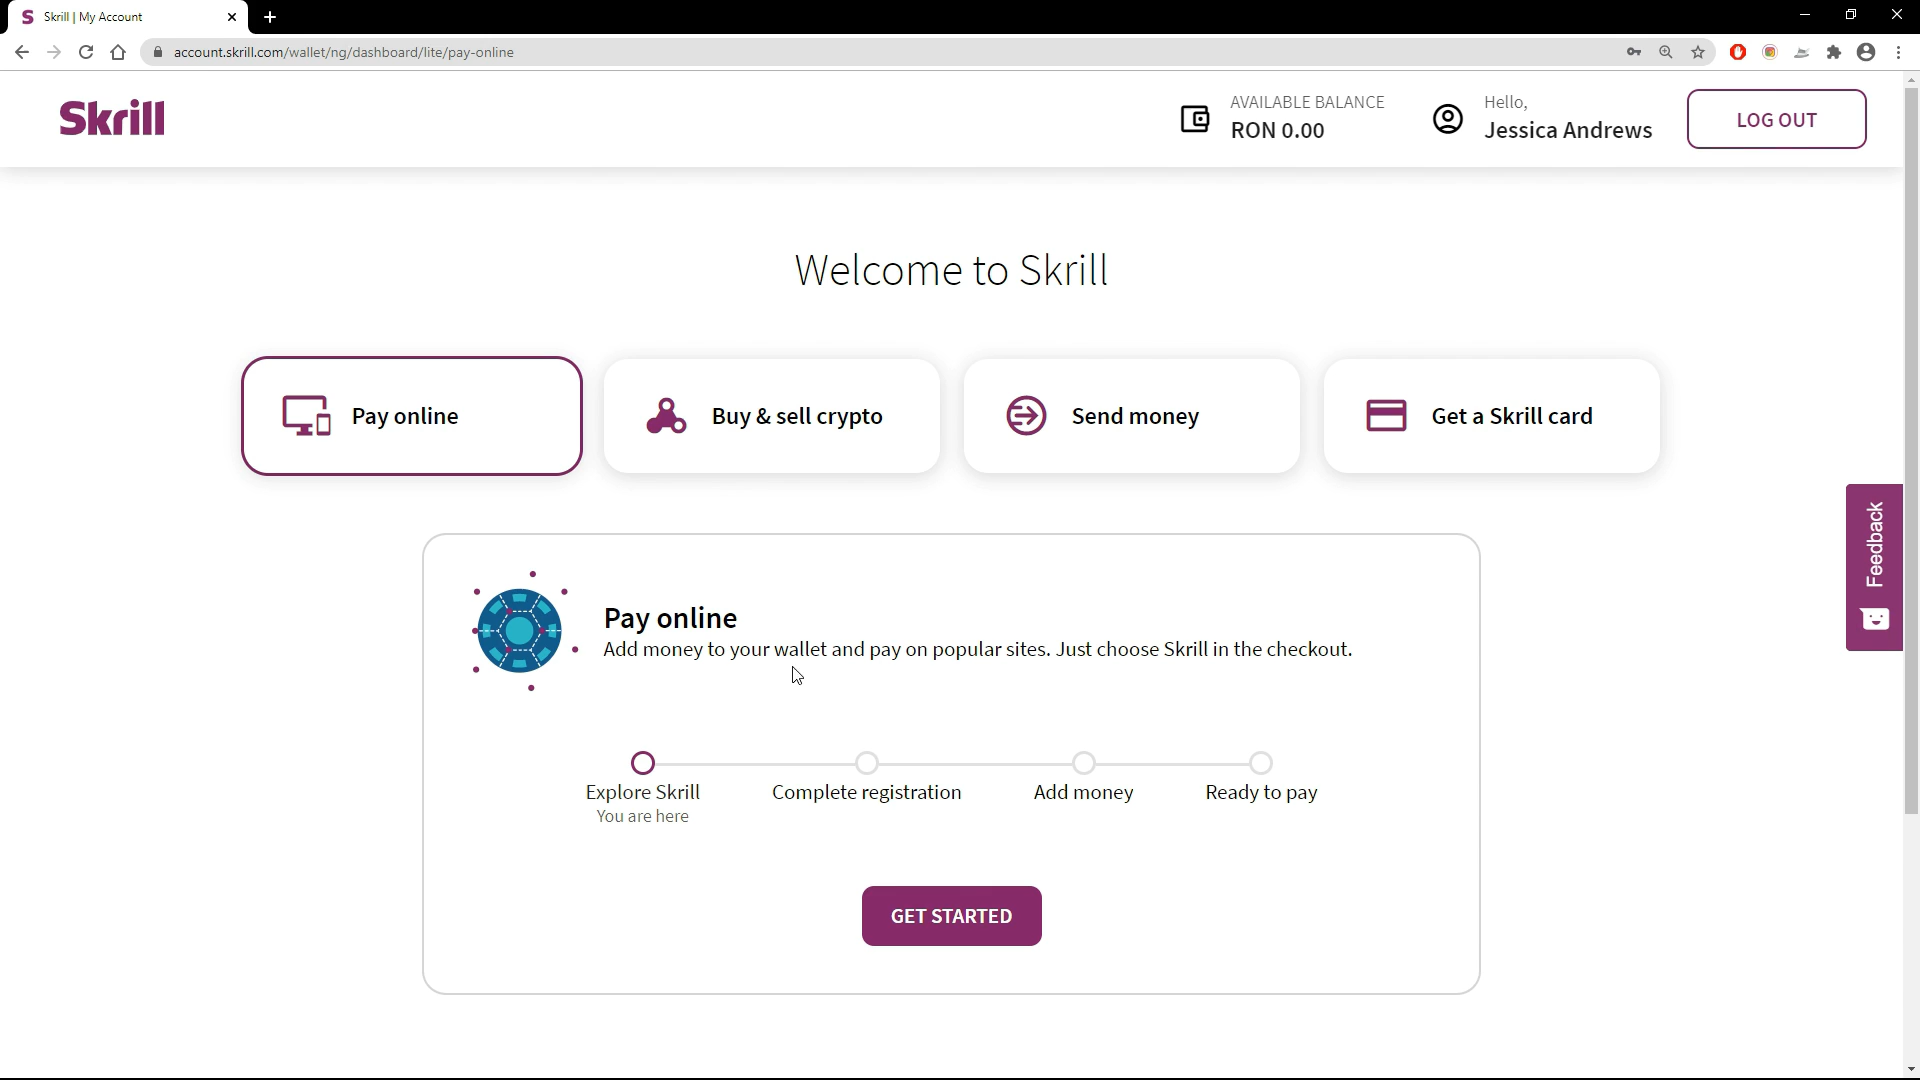 Skrill | My Account
account.skrill.com/wallet/ng/dashboard/lite/pay-online
Skrill
AVAILABLE BALANCE
RON 0.00
Hello,
Jessica Andrews
LOG OUT
Welcome to Skrill
Pay online
Buy & sell crypto
Send money
Get a Skrill card
Feedback
Pay online
Add money to your wallet and pay on popular sites. Just choose Skrill in the checkout.
Explore Skrill
You are here
Complete registration
Add money
Ready to pay
GET STARTED